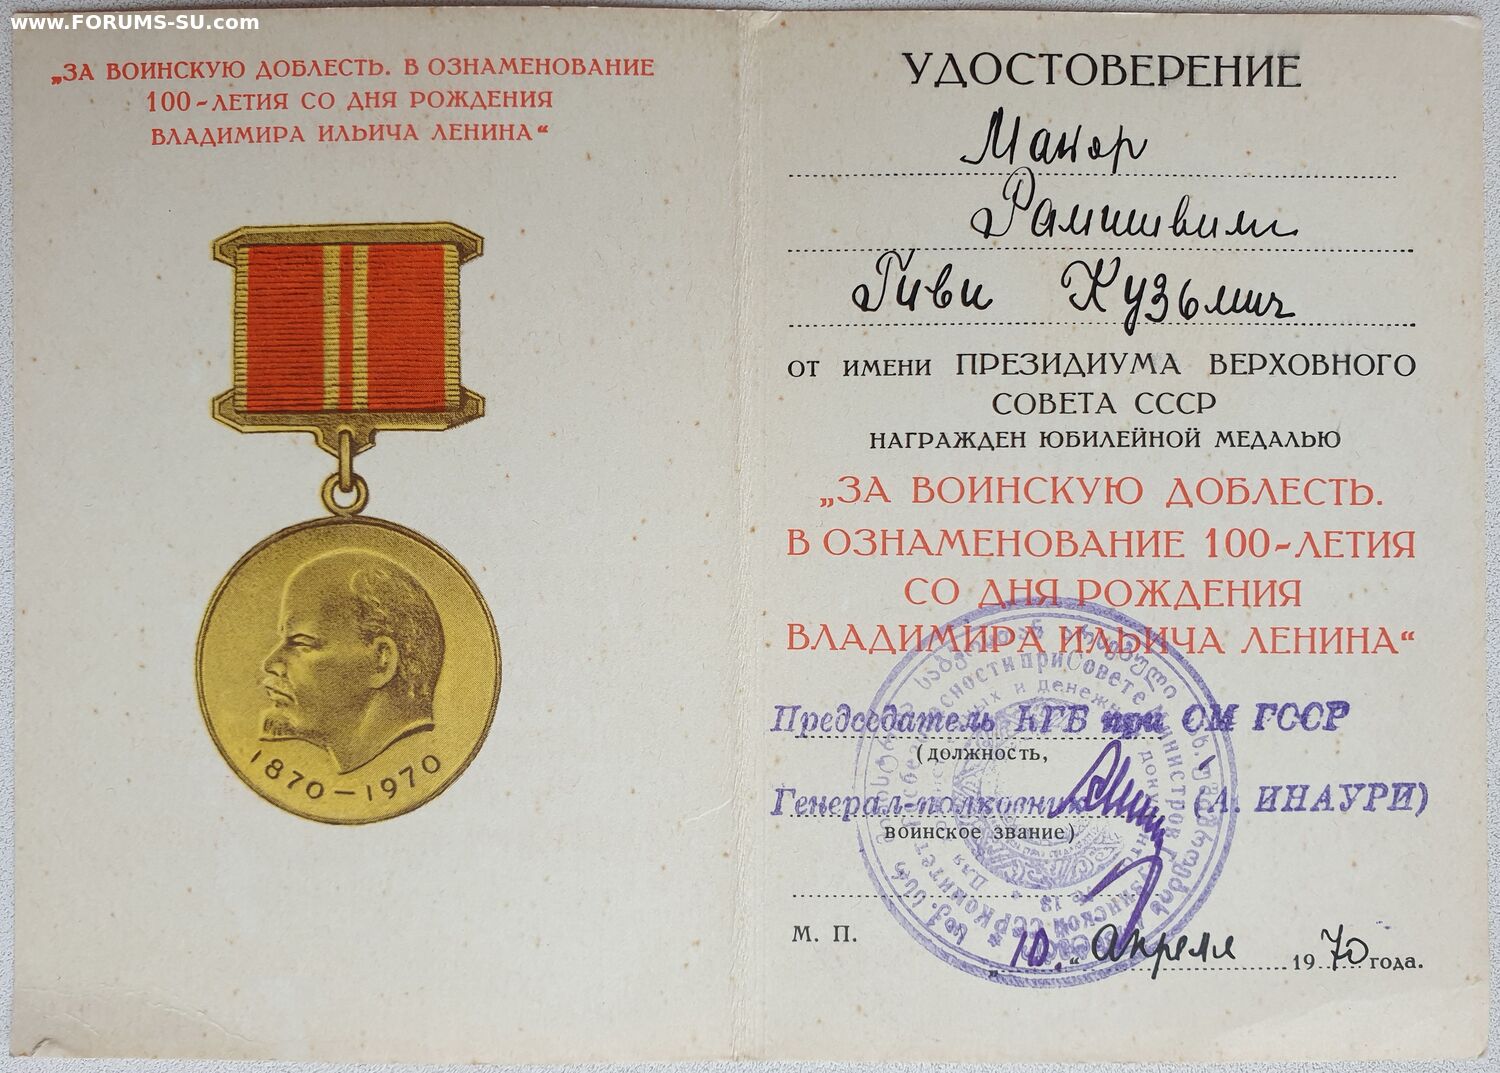 www.FORUMS-SU.com
„ЗА ВОИНСКУЮ ДОБЛЕСТЬ. В ОЗНАМЕНОВАНИЕ
100-ЛЕТИЯ СО ДНЯ РОЖДЕНИЯ
ВЛАДИМИРА ИЛЬИЧА ЛЕНИНА“
1870–1970
УДОСТОВЕРЕНИЕ
Майор
Рамишвили
Гиви Кузьмич
ОТ ИМЕНИ ПРЕЗИДИУМА ВЕРХОВНОГО
СОВЕТА СССР
НАГРАЖДЕН ЮБИЛЕЙНОЙ МЕДАЛЬЮ
„ЗА ВОИНСКУЮ ДОБЛЕСТЬ.
В ОЗНАМЕНОВАНИЕ 100-ЛЕТИЯ
СО ДНЯ РОЖДЕНИЯ
ВЛАДИМИРА ИЛЬИЧА ЛЕНИНА“
Председатель КГБ при СМ ГССР
(должность,
Генерал-полковник (А. ИНАУРИ)
воинское звание)
М. П.
„10.“ Апреля 1970 года.